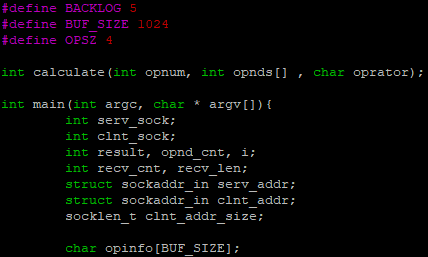 #define BACKLOG 5
#define BUF_SIZE 1024
#define OPSZ 4
int calculate(int opnum, int opnds[] , char oprator);
int main(int argc, char * argv[]){
int serv_sock;
int clnt_sock;
int result, opnd_cnt, i;
int recv_cnt, recv_len;
struct sockaddr_in serv_addr;
struct sockaddr_in clnt_addr;
socklen_t clnt_addr_size;
char opinfo[BUF_SIZE];